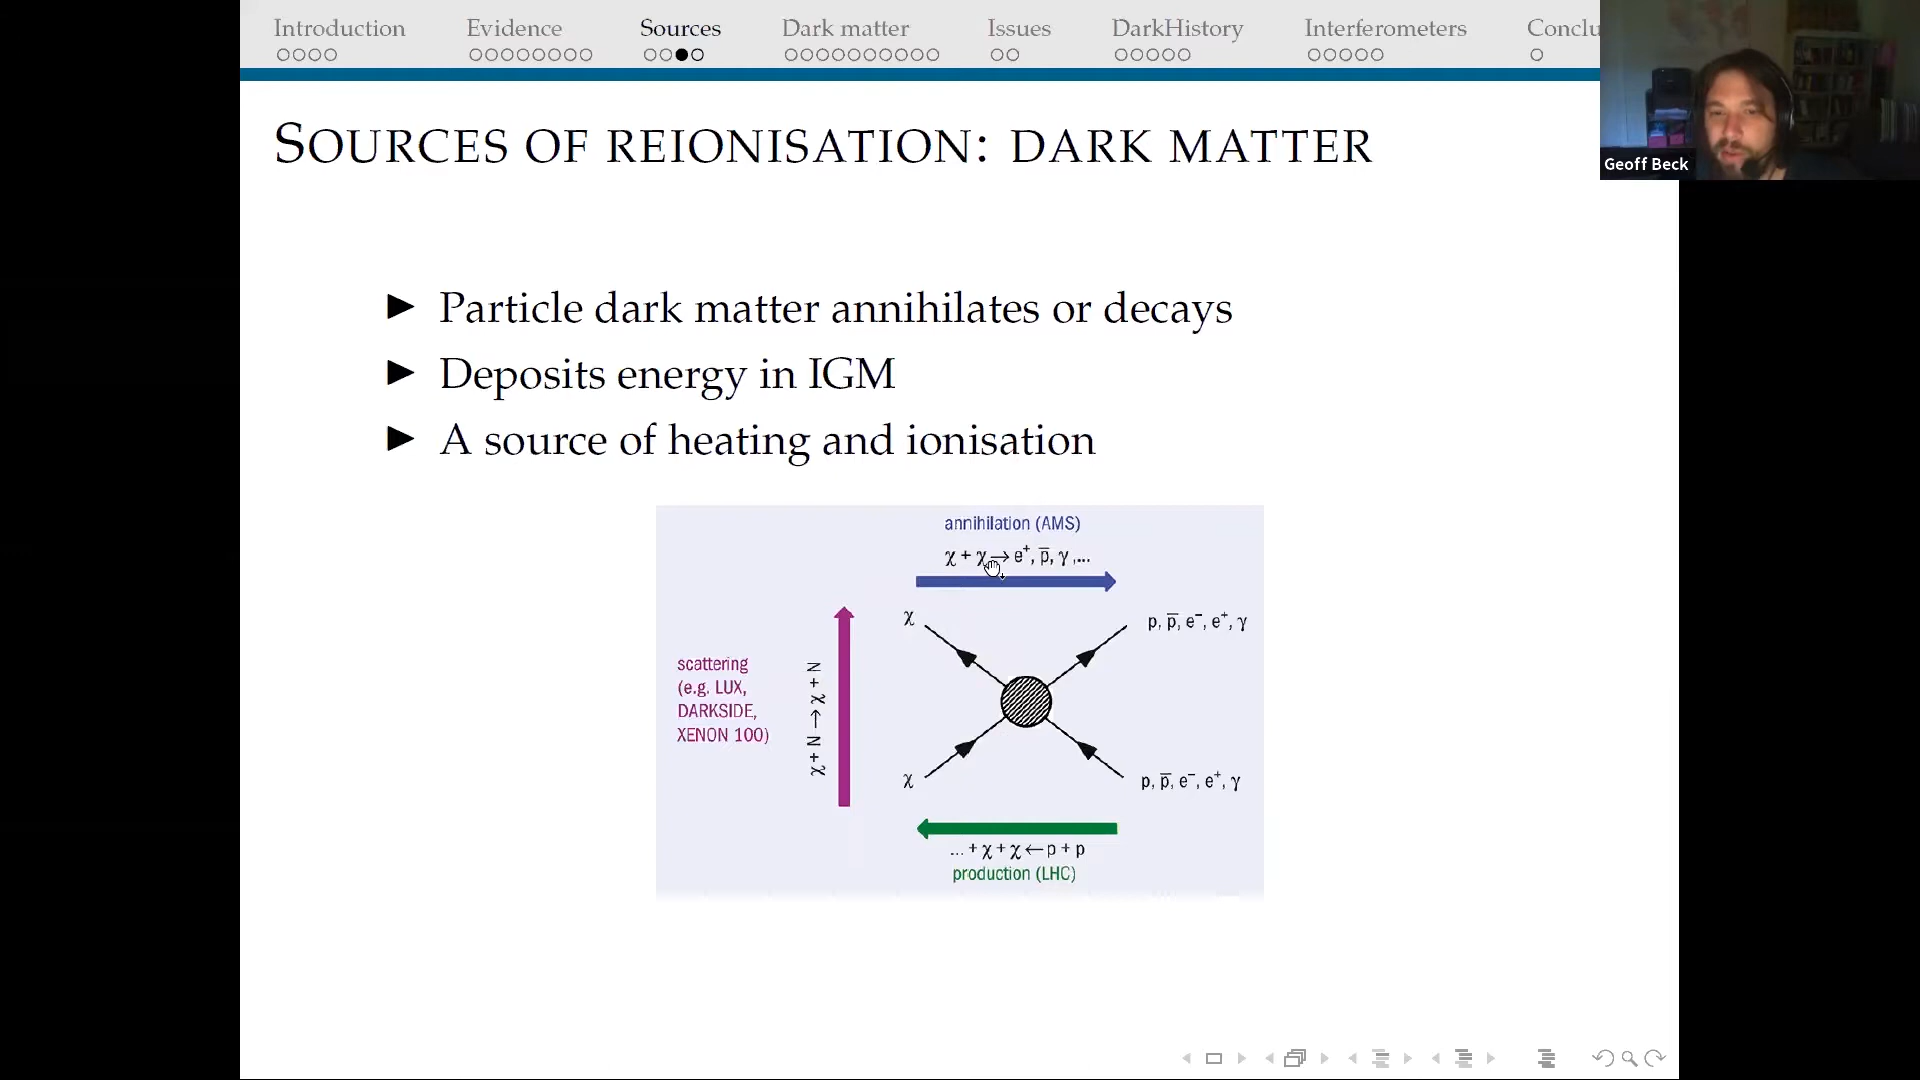 Introduction Evidence Sources Dark matter Issues DarkHistory Interferometers Conclu
Geoff Beck
SOURCES OF REIONISATION: DARK MATTER
Particle dark matter annihilates or decays
Deposits energy in IGM
A source of heating and ionisation
annihilation (AMS)
χ + χ → e⁺, p̅, γ ,...
χ
p, p̅, e⁻, e⁺, γ
scattering
(e.g. LUX,
DARKSIDE,
XENON 100)
χ + N → χ + N
χ
p, p̅, e⁻, e⁺, γ
... + χ + χ ← p + p
production (LHC)